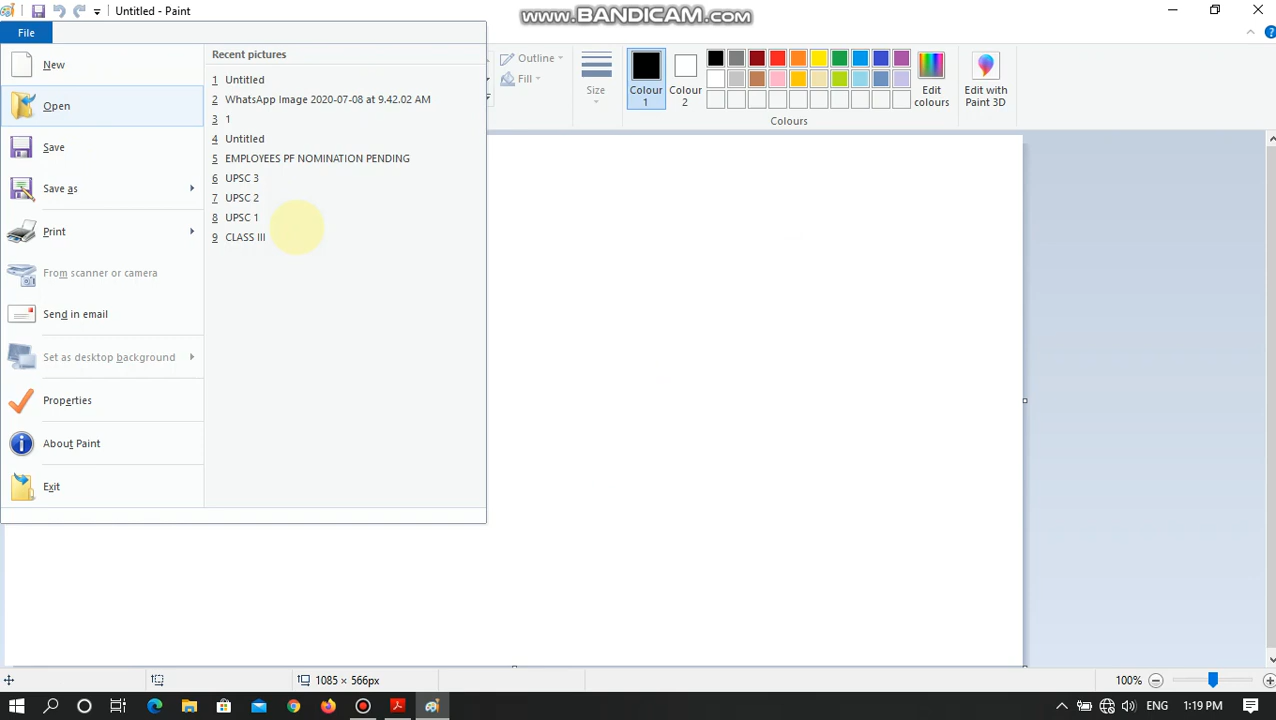 Untitled - Paint
www.BANDICAM.com
File
Recent pictures
New
1 Untitled
2 WhatsApp Image 2020-07-08 at 9.42.02 AM
Open
3 1
4 Untitled
Save
5 EMPLOYEES PF NOMINATION PENDING
6 UPSC 3
Save as
7 UPSC 2
8 UPSC 1
Print
9 CLASS III
From scanner or camera
Send in email
Set as desktop background
Properties
About Paint
Exit
Outline
Fill
Size
Colour 1
Colour 2
Edit colours
Edit with Paint 3D
Colours
1085 × 566px
100%
ENG
1:19 PM